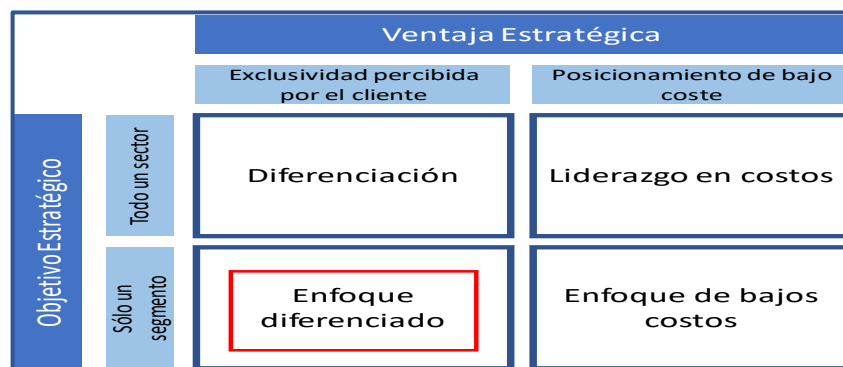 Ventaja Estratégica
Exclusividad percibida
por el cliente
Posicionamiento de bajo
coste
Objetivo Estratégico
Todo un sector
Diferenciación
Liderazgo en costos
Sólo un
segmento
Enfoque
diferenciado
Enfoque de bajos
costos